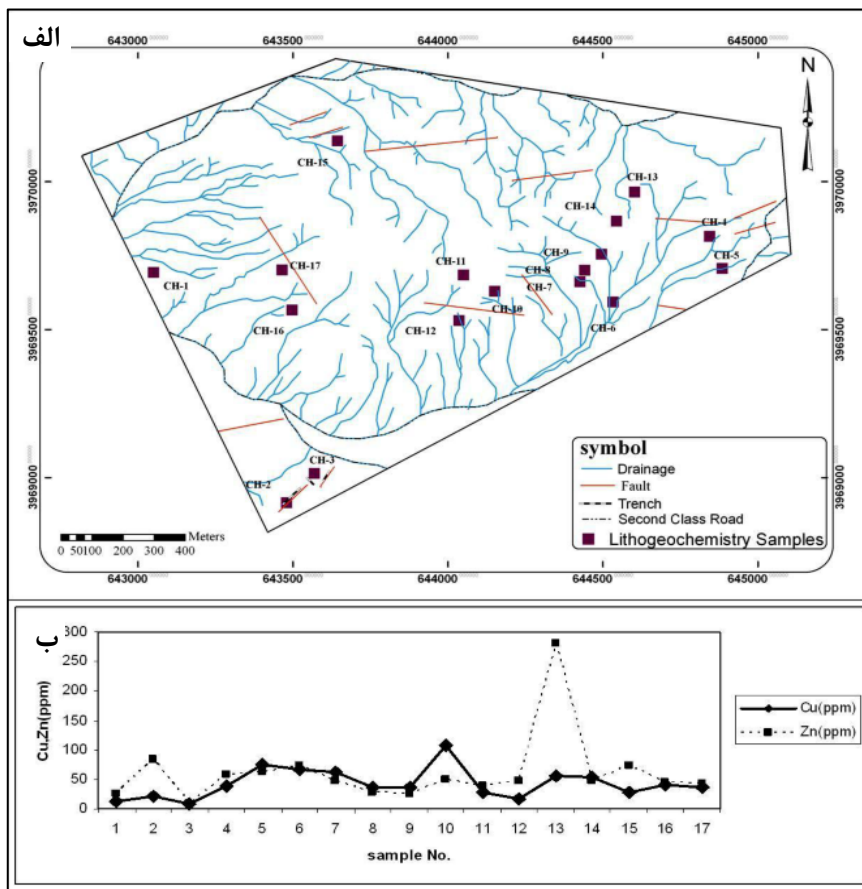 الف
643000 643500 644000 644500 645000
N
3970000
3969500
3969000
3970000
3969500
3969000
CH-15
CH-13
CH-14
CH-4
CH-5
CH-9
CH-8
CH-7
CH-11
CH-10
CH-17
CH-1
CH-16
CH-12
CH-6
CH-3
CH-2
symbol
Drainage
Fault
Trench
Second Class Road
Lithogeochemistry Samples
Meters
0 50 100 200 300 400
643000 643500 644000 644500 645000
ب
Cu,Zn(ppm)
300
250
200
150
100
50
0
1 2 3 4 5 6 7 8 9 10 11 12 13 14 15 16 17
sample No.
Cu(ppm)
Zn(ppm)